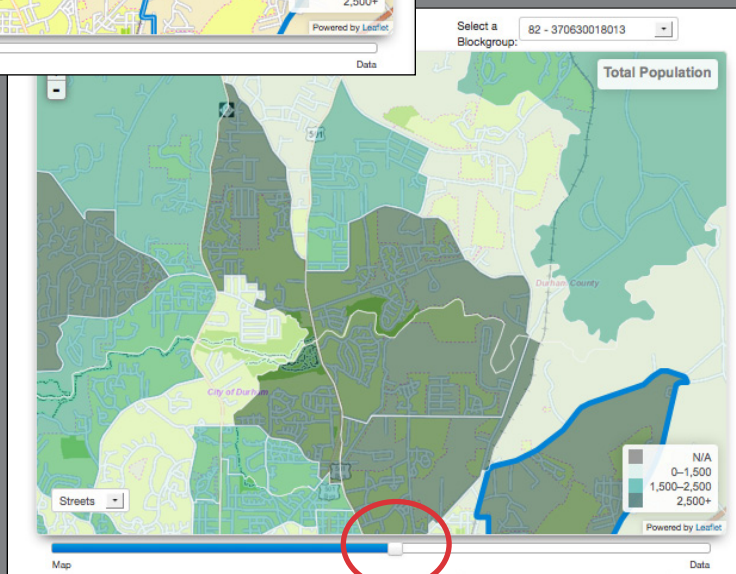 2,500+
Powered by Leaflet
Data
Select a
Blockgroup:
82 - 370630018013
-
Total Population
501
Durham County
City of Durham
N/A
0–1,500
1,500–2,500
2,500+
Streets
Powered by Leaflet
Map
Data